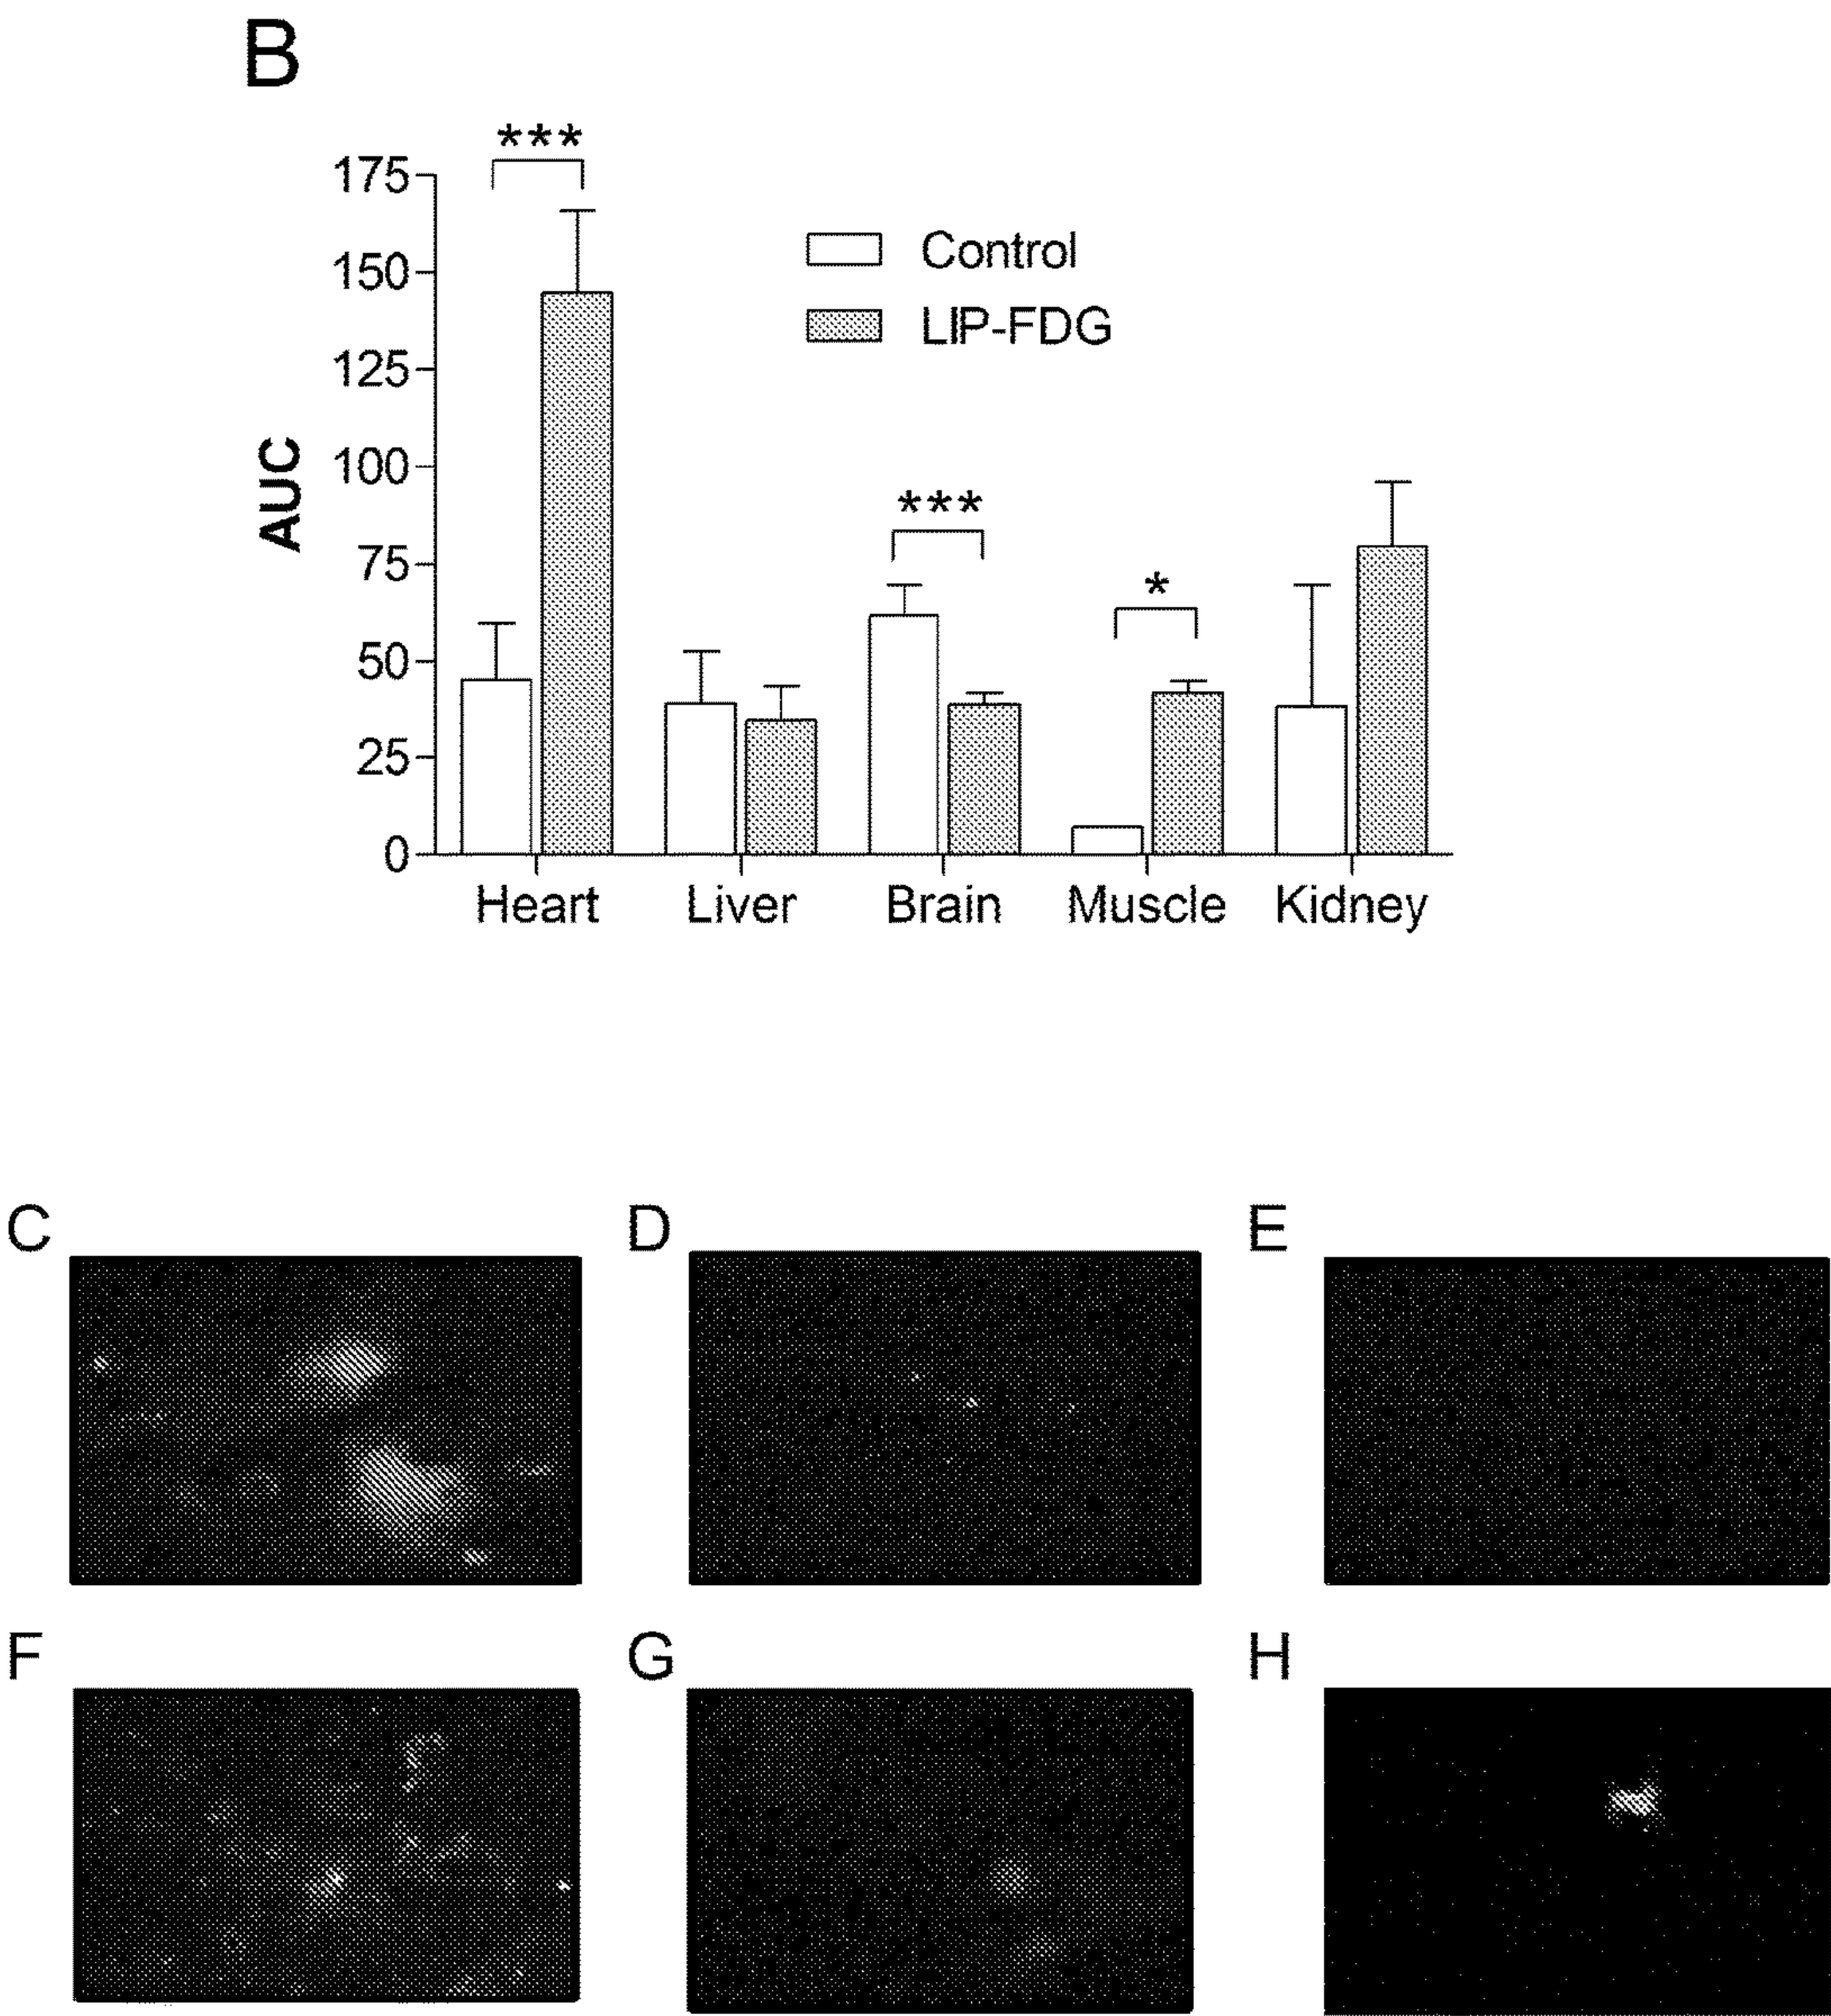 B
***
175
150
125
100
75
50
25
0
AUC
Control
LIP-FDG
***
*
Heart Liver Brain Muscle Kidney
C D E
F G H